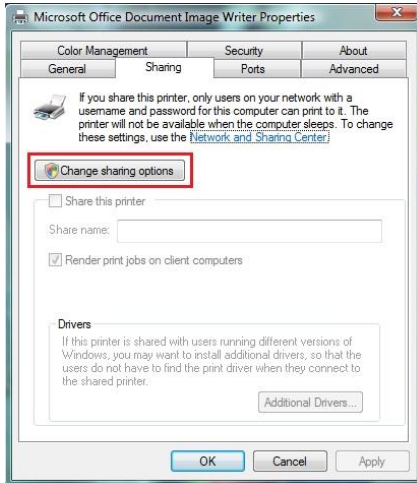 Microsoft Office Document Image Writer Properties
Color Management Security About
General Sharing Ports Advanced
If you share this printer, only users on your network with a
username and password for this computer can print to it. The
printer will not be available when the computer sleeps. To change
these settings, use the Network and Sharing Center.
Change sharing options
Share this printer
Share name:
Render print jobs on client computers
Drivers
If this printer is shared with users running different versions of
Windows, you may want to install additional drivers, so that the
users do not have to find the print driver when they connect to
the shared printer.
Additional Drivers...
OK Cancel Apply